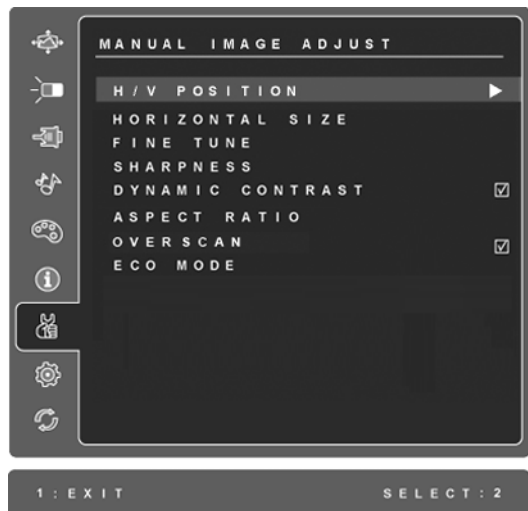 MANUAL IMAGE ADJUST
H/V POSITION
HORIZONTAL SIZE
FINE TUNE
SHARPNESS
DYNAMIC CONTRAST
ASPECT RATIO
OVERSCAN
ECO MODE
1:EXIT SELECT:2